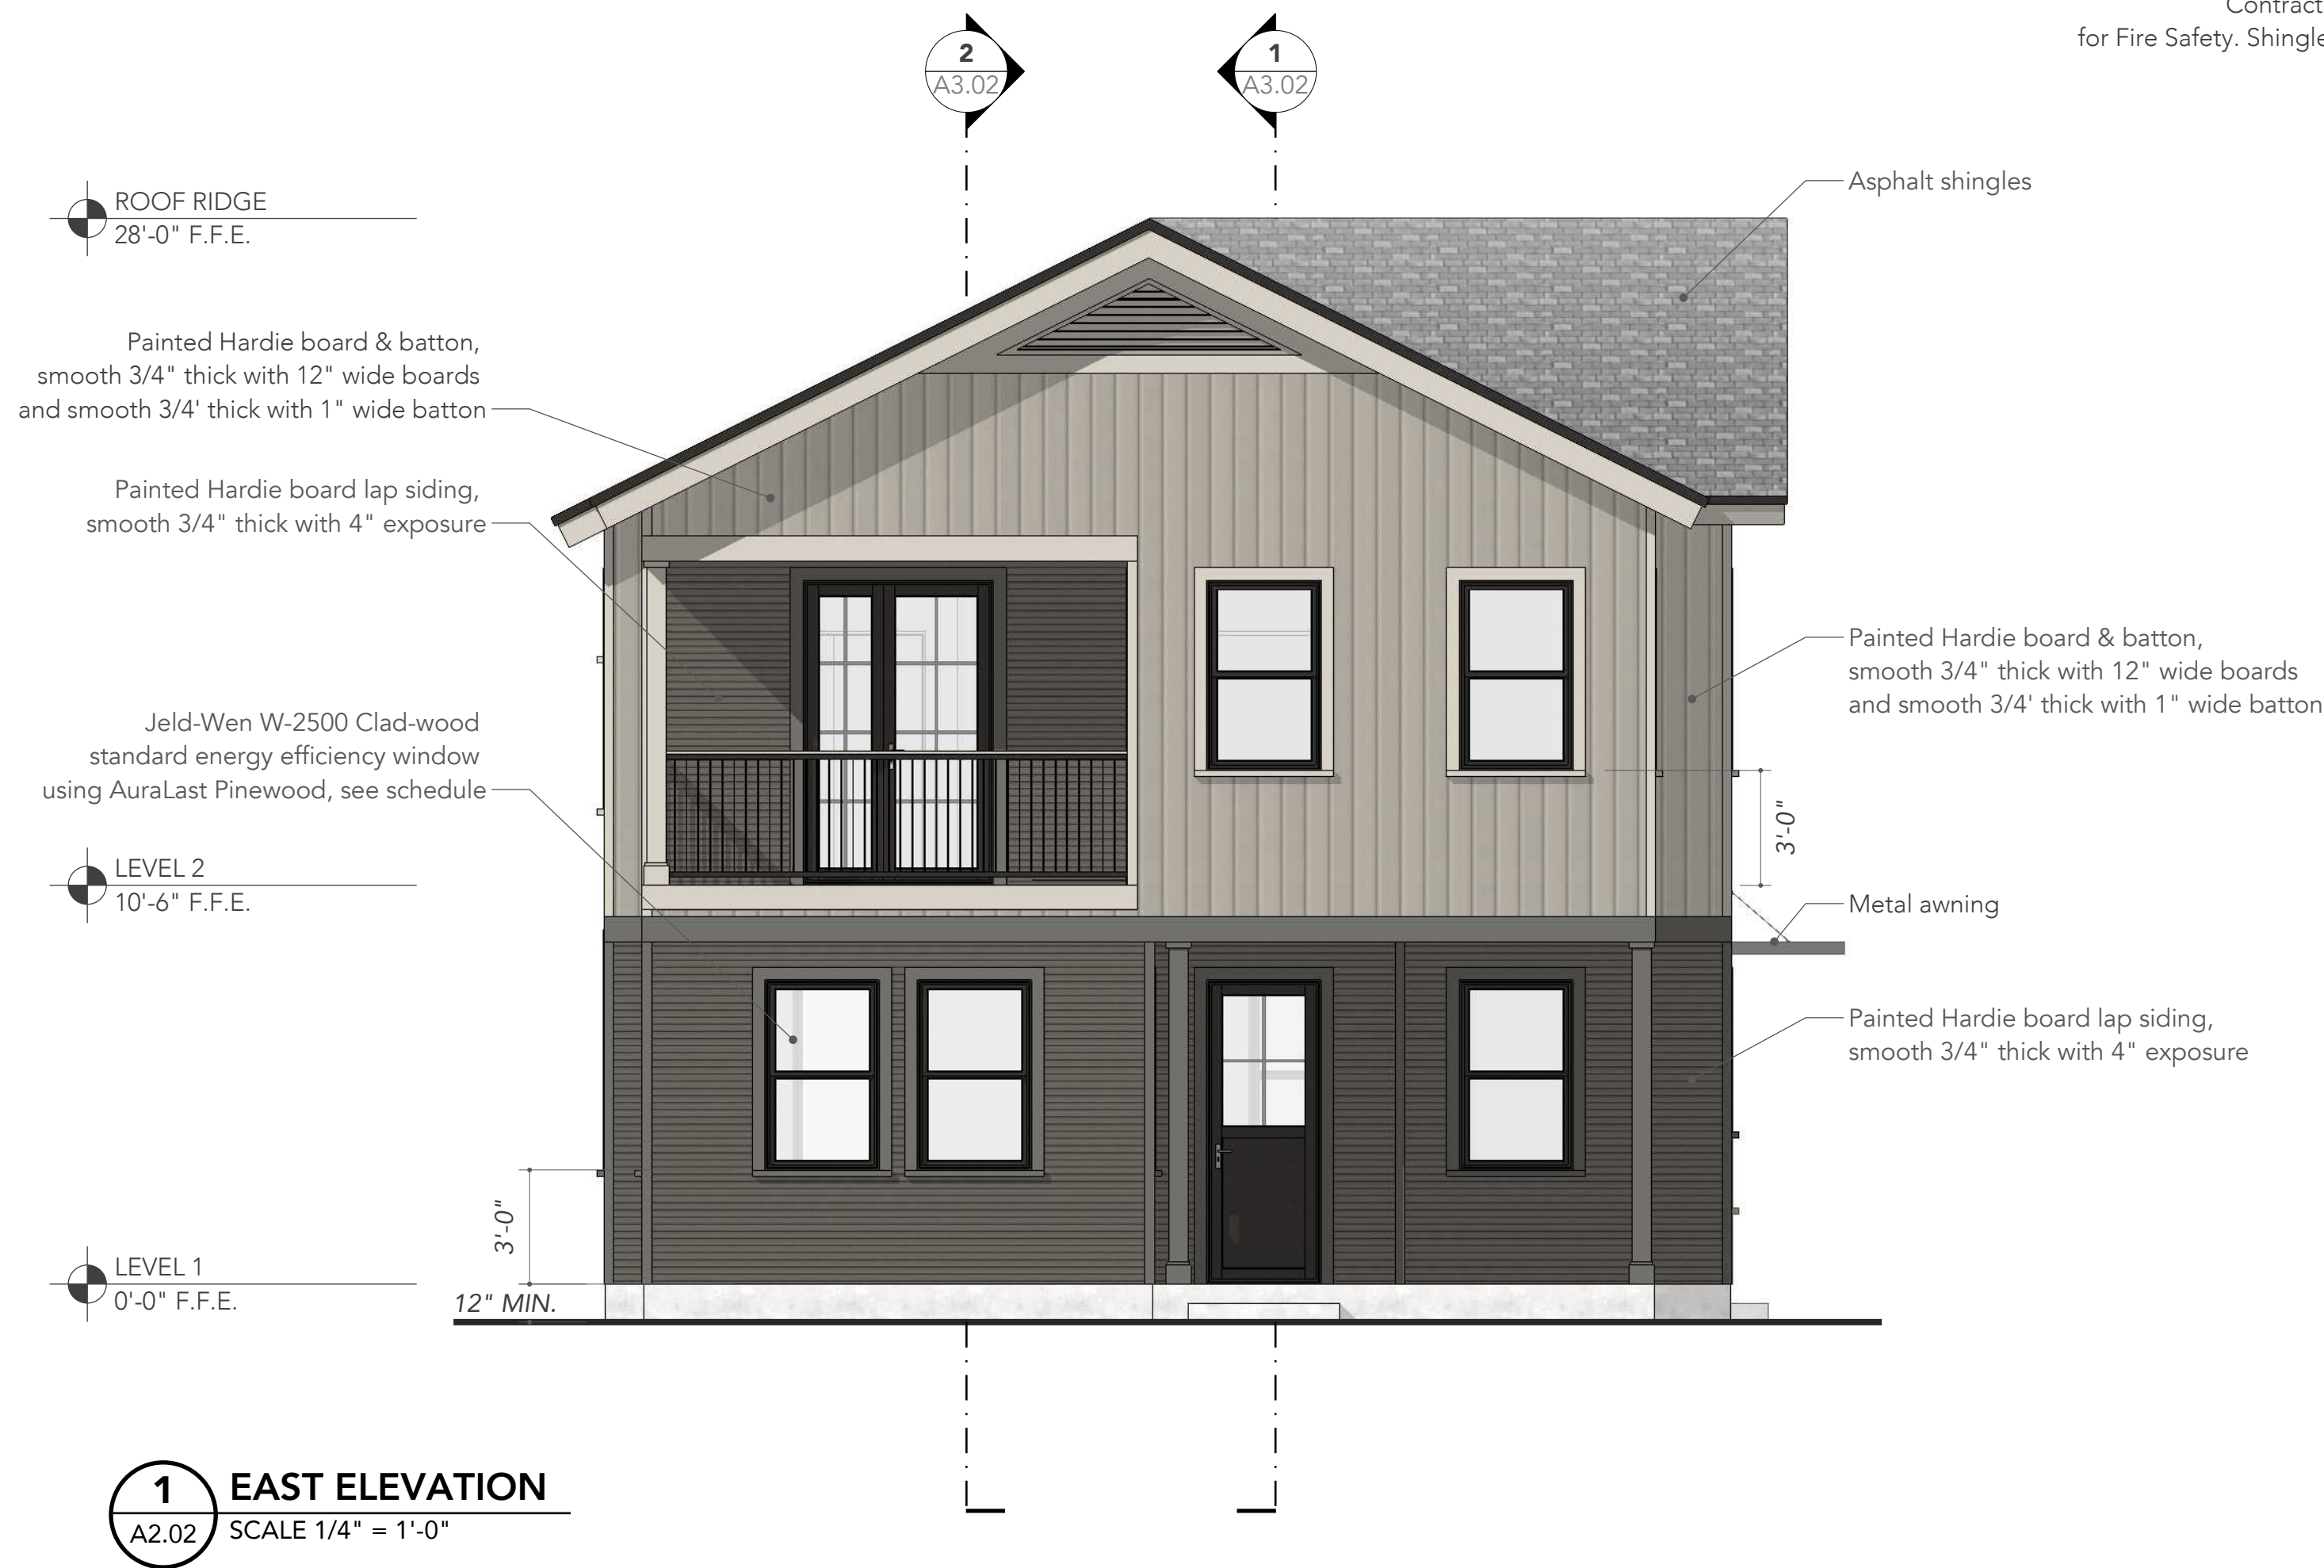 Contract
for Fire Safety. Shingle
2
A3.02
1
A3.02
ROOF RIDGE
28'-0" F.F.E.
Asphalt shingles
Painted Hardie board & batton,
smooth 3/4" thick with 12" wide boards
and smooth 3/4' thick with 1" wide batton
Painted Hardie board lap siding,
smooth 3/4" thick with 4" exposure
Painted Hardie board & batton,
smooth 3/4" thick with 12" wide boards
and smooth 3/4' thick with 1" wide batton
Jeld-Wen W-2500 Clad-wood
standard energy efficiency window
using AuraLast Pinewood, see schedule
3'-0"
LEVEL 2
10'-6" F.F.E.
Metal awning
Painted Hardie board lap siding,
smooth 3/4" thick with 4" exposure
3'-0"
LEVEL 1
0'-0" F.F.E.
12" MIN.
1
A2.02
EAST ELEVATION
SCALE 1/4" = 1'-0"